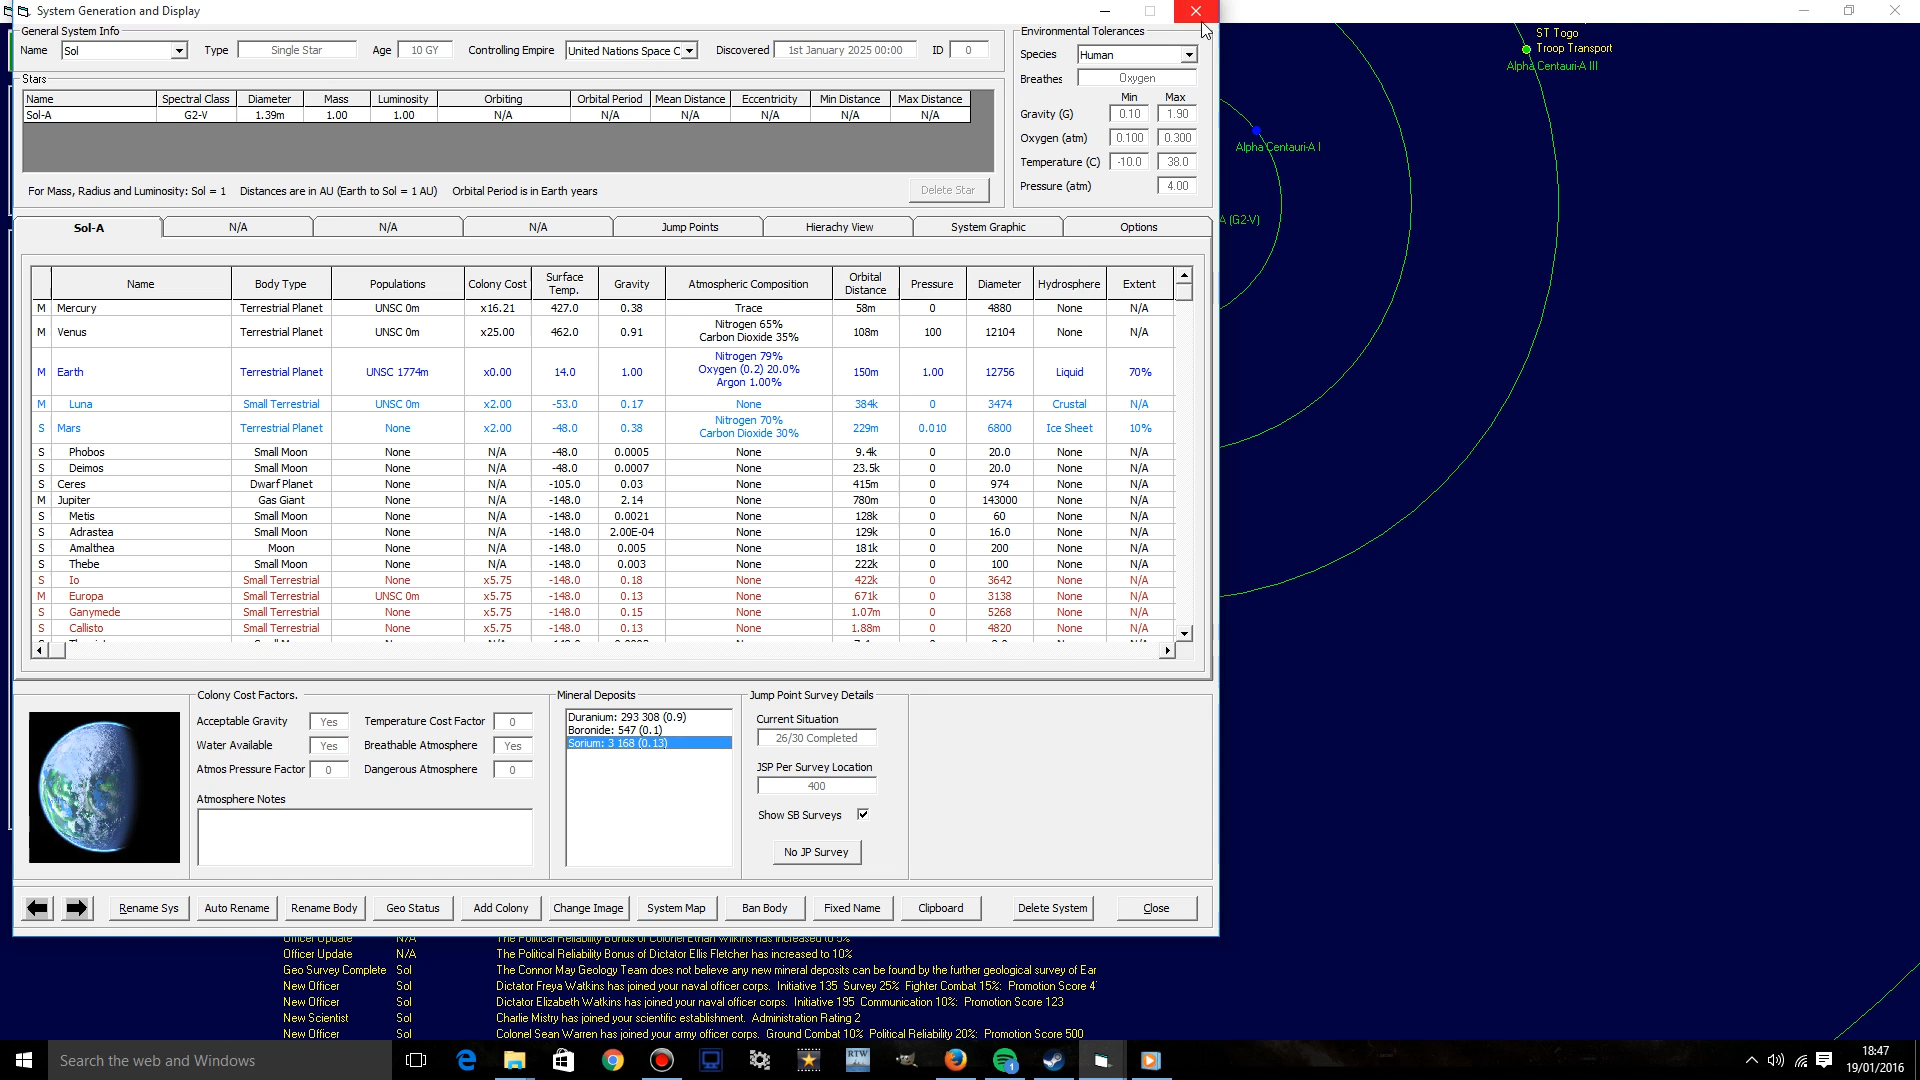 System Generation and Display
General System Info
Name Sol Type Single Star Age 10 GY Controlling Empire United Nations Space C Discovered 1st January 2025 00:00 ID 0
Stars
Name Spectral Class Diameter Mass Luminosity Orbiting Orbital Period Mean Distance Eccentricity Min Distance Max Distance
Sol-A G2-V 1.39m 1.00 1.00 N/A N/A N/A N/A N/A N/A
For Mass, Radius and Luminosity: Sol = 1 Distances are in AU (Earth to Sol = 1 AU) Orbital Period is in Earth years Delete Star
Environmental Tolerances
Species Human
Breathes Oxygen
Min Max
Gravity (G) 0.10 1.90
Oxygen (atm) 0.100 0.300
Temperature (C) -10.0 38.0
Pressure (atm) 4.00
ST Togo
Troop Transport
Alpha Centauri-A III
Alpha Centauri-A I
A (G2-V)
Sol-A N/A N/A N/A Jump Points Hierachy View System Graphic Options
Name Body Type Populations Colony Cost Surface Temp. Gravity Atmospheric Composition Orbital Distance Pressure Diameter Hydrosphere Extent
M Mercury Terrestrial Planet UNSC 0m x16.21 427.0 0.38 Trace 58m 0 4880 None N/A
M Venus Terrestrial Planet UNSC 0m x25.00 462.0 0.91 Nitrogen 65% Carbon Dioxide 35% 108m 100 12104 None N/A
M Earth Terrestrial Planet UNSC 1774m x0.00 14.0 1.00 Nitrogen 79% Oxygen (0.2) 20.0% Argon 1.00% 150m 1.00 12756 Liquid 70%
M Luna Small Terrestrial UNSC 0m x2.00 -53.0 0.17 None 384k 0 3474 Crustal N/A
S Mars Terrestrial Planet None x2.00 -48.0 0.38 Nitrogen 70% Carbon Dioxide 30% 229m 0.010 6800 Ice Sheet 10%
S Phobos Small Moon None N/A -48.0 0.0005 None 9.4k 0 20.0 None N/A
S Deimos Small Moon None N/A -48.0 0.0007 None 23.5k 0 20.0 None N/A
S Ceres Dwarf Planet None N/A -105.0 0.03 None 415m 0 974 None N/A
M Jupiter Gas Giant None N/A -148.0 2.14 None 780m 0 143000 None N/A
S Metis Small Moon None N/A -148.0 0.0021 None 128k 0 60 None N/A
S Adrastea Small Moon None N/A -148.0 2.00E-04 None 129k 0 16.0 None N/A
S Amalthea Moon None N/A -148.0 0.005 None 181k 0 200 None N/A
S Thebe Small Moon None N/A -148.0 0.003 None 222k 0 100 None N/A
S Io Small Terrestrial None x5.75 -148.0 0.18 None 422k 0 3642 None N/A
M Europa Small Terrestrial UNSC 0m x5.75 -148.0 0.13 None 671k 0 3138 None N/A
S Ganymede Small Terrestrial None x5.75 -148.0 0.15 None 1.07m 0 5268 None N/A
S Callisto Small Terrestrial None x5.75 -148.0 0.13 None 1.88m 0 4820 None N/A
Colony Cost Factors.
Acceptable Gravity Yes Temperature Cost Factor 0
Water Available Yes Breathable Atmosphere Yes
Atmos Pressure Factor 0 Dangerous Atmosphere 0
Atmosphere Notes
Mineral Deposits
Duranium: 293 308 (0.9)
Boronide: 547 (0.1)
Sorium: 3 168 (0.13)
Jump Point Survey Details
Current Situation
26/30 Completed
JSP Per Survey Location
400
Show SB Surveys
No JP Survey
Rename Sys Auto Rename Rename Body Geo Status Add Colony Change Image System Map Ban Body Fixed Name Clipboard Delete System Close
Officer Update N/A The Political Reliability Bonus of Colonel Ethan Wilkins has increased to 5%
Officer Update N/A The Political Reliability Bonus of Dictator Ellis Fletcher has increased to 10%
Geo Survey Complete Sol The Connor May Geology Team does not believe any new mineral deposits can be found by the further geological survey of Ear
New Officer Sol Dictator Freya Watkins has joined your naval officer corps. Initiative 135 Survey 25% Fighter Combat 15%: Promotion Score 4
New Officer Sol Dictator Elizabeth Watkins has joined your naval officer corps. Initiative 195 Communication 10%: Promotion Score 123
New Scientist Sol Charlie Mistry has joined your scientific establishment. Administration Rating 2
New Officer Sol Colonel Sean Warren has joined your army officer corps. Ground Combat 10% Political Reliability 20%: Promotion Score 500
Search the web and Windows
RTW
1
18:47
19/01/2016